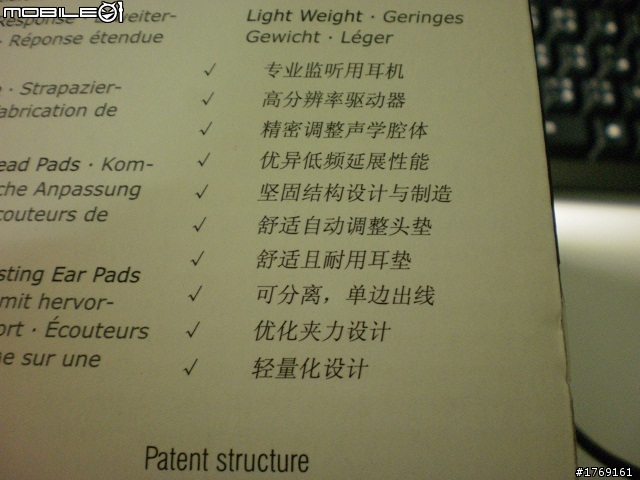 MOBILE01
Response · weiter-
· Réponse étendue
Light Weight · Geringes
Gewicht · Léger
· Strapazier-
abrication de
ead Pads · Kom-
che Anpassung
couteurs de
sting Ear Pads
mit hervor-
ort · Écouteurs
ne sur une
✓ 专业监听用耳机
✓ 高分辨率驱动器
✓ 精密调整声学腔体
✓ 优异低频延展性能
✓ 坚固结构设计与制造
✓ 舒适自动调整头垫
✓ 舒适且耐用耳垫
✓ 可分离，单边出线
✓ 优化夹力设计
✓ 轻量化设计
Patent structure
#1769161